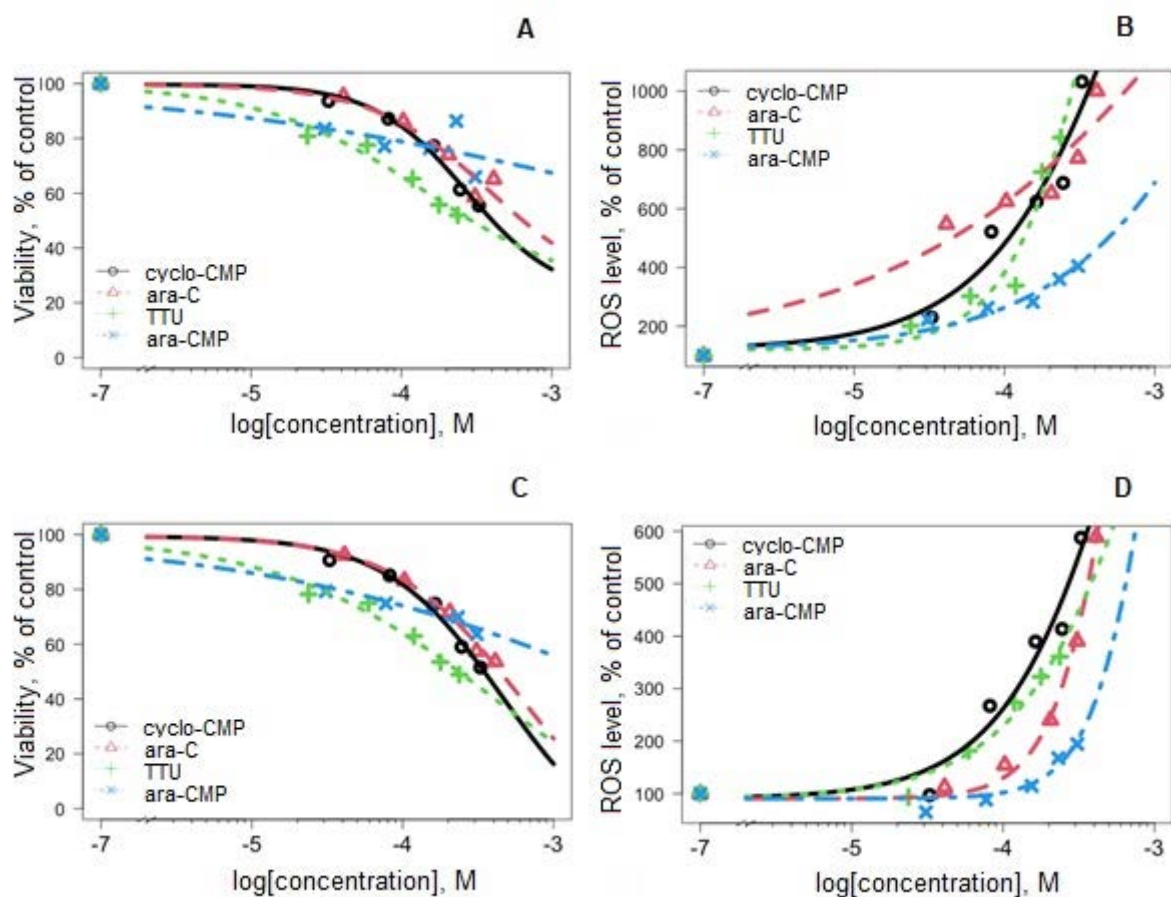 A
Viability, % of control
100
80
60
40
20
0
cyclo-CMP
ara-C
TTU
ara-CMP
-7
-5
-4
-3
log[concentration], M
B
ROS level, % of control
1000
800
600
400
200
cyclo-CMP
ara-C
TTU
ara-CMP
-7
-5
-4
-3
log[concentration], M
C
Viability, % of control
100
80
60
40
20
0
cyclo-CMP
ara-C
TTU
ara-CMP
-7
-5
-4
-3
log[concentration], M
D
ROS level, % of control
600
500
400
300
200
100
cyclo-CMP
ara-C
TTU
ara-CMP
-7
-5
-4
-3
log[concentration], M